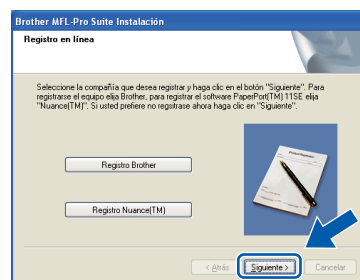 Brother MFL-Pro Suite Instalación
Registro en línea
Seleccione la compañía que desea registrar y haga clic en el botón "Siguiente". Para
registrarse el equipo elija Brother, para registrar el software PaperPort(TM) 11SE elija
"Nuance(TM)". Si usted prefiere no regsitrase ahora haga clic en "Siguiente".
Registro Brother
Registro Nuance(TM)
< Atrás
Siguiente >
Cancelar